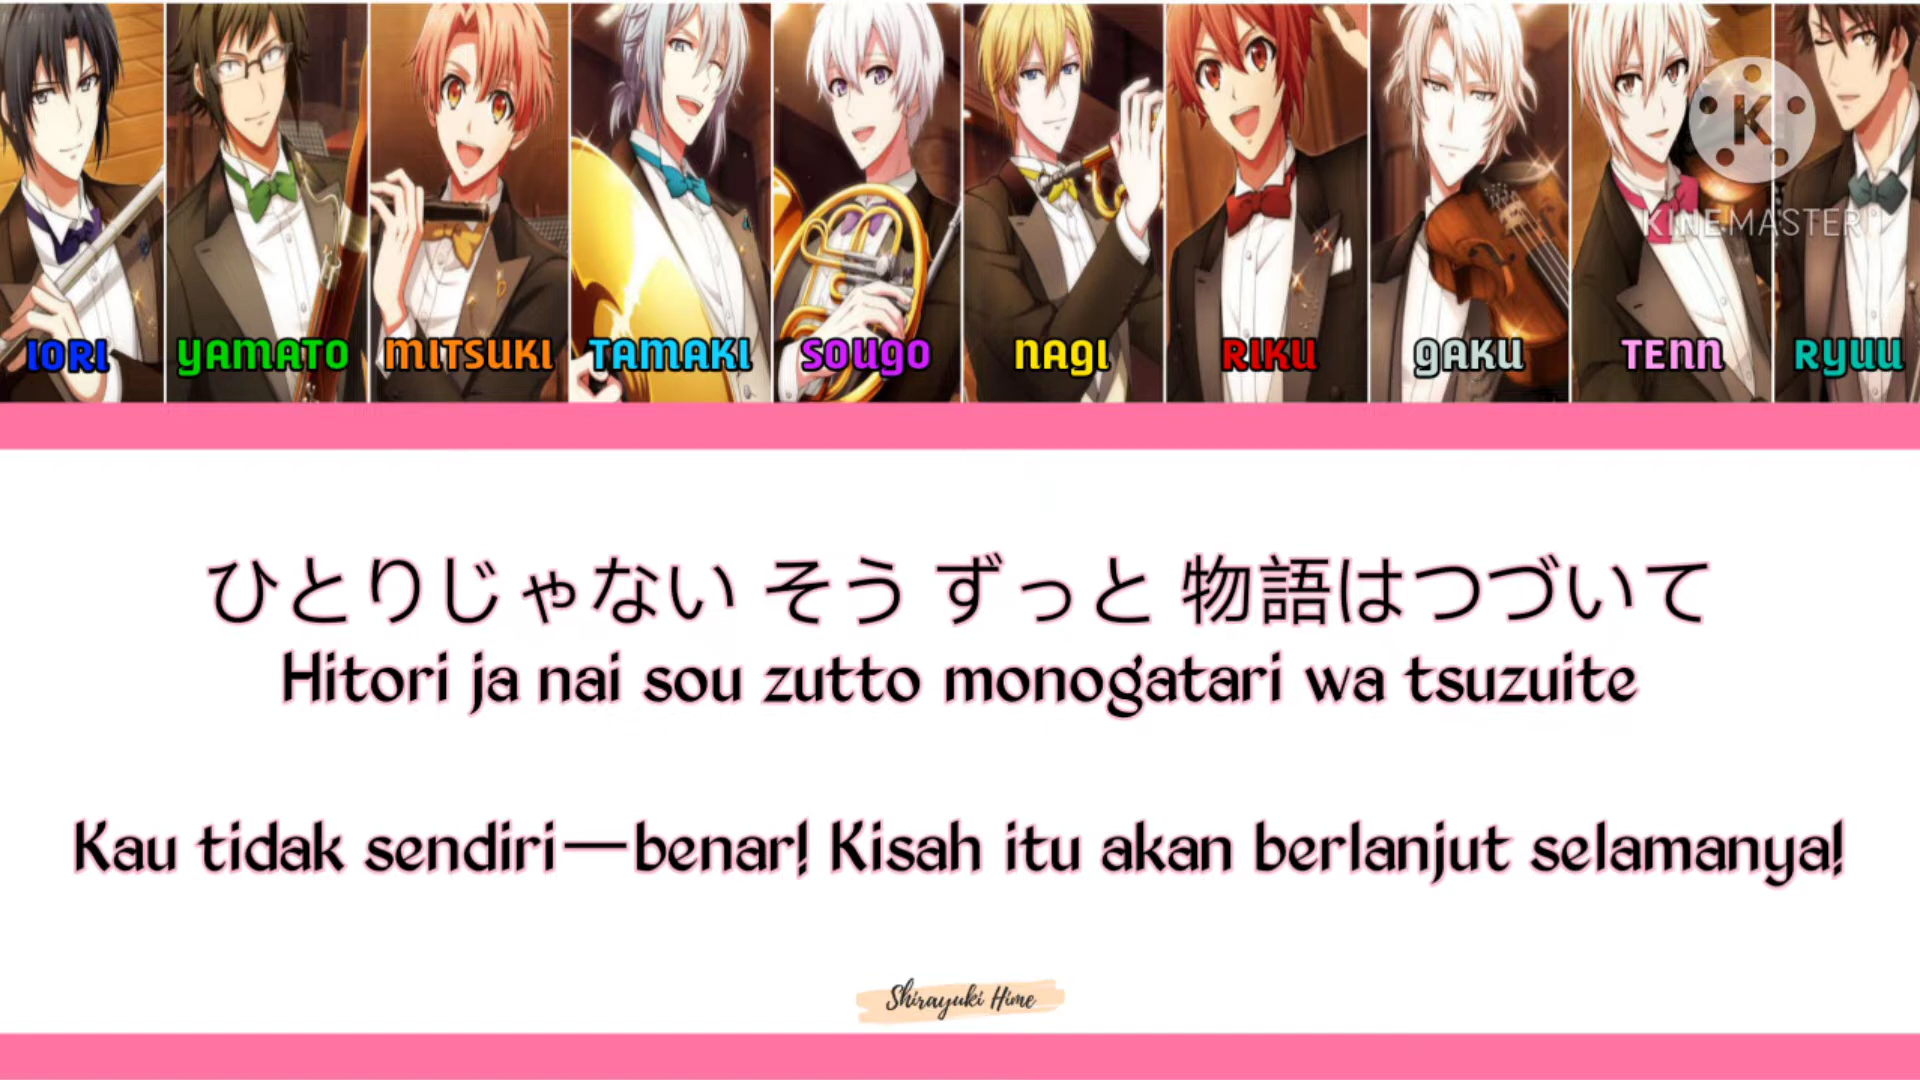 IORI
YAMATO
MITSUKI
TAMAKI
SOUGO
NAGI
RIKU
GAKU
TENN
RYUU
K
KINEMASTER
ひとりじゃない そう ずっと 物語はつづいて
Hitori ja nai sou zutto monogatari wa tsuzuite
Kau tidak sendiri—benar! Kisah itu akan berlanjut selamanya!
Shirayuki Hime